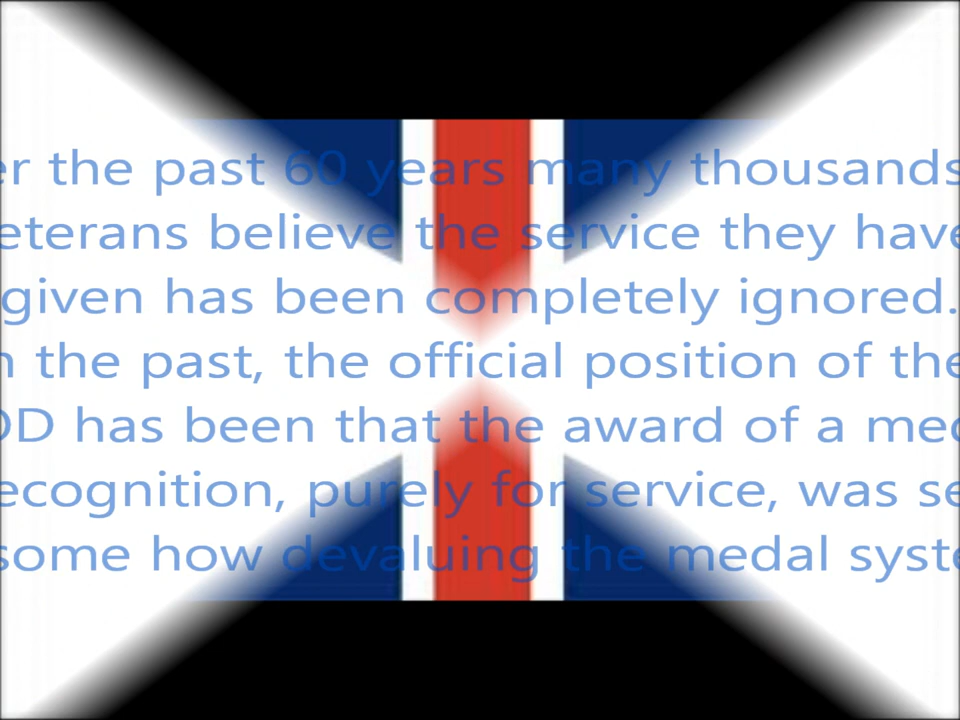 er the past 60 years many thousands
eterans believe the service they have
given has been completely ignored.
n the past, the official position of the
OD has been that the award of a med
ecognition, purely for service, was se
some how devaluing the medal syste